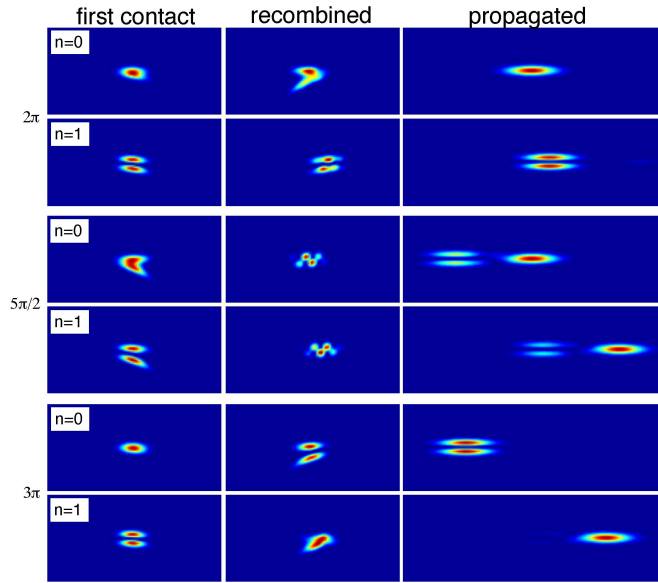 first contact recombined propagated
n=0
2π
n=1
n=0
5π/2
n=1
n=0
3π
n=1